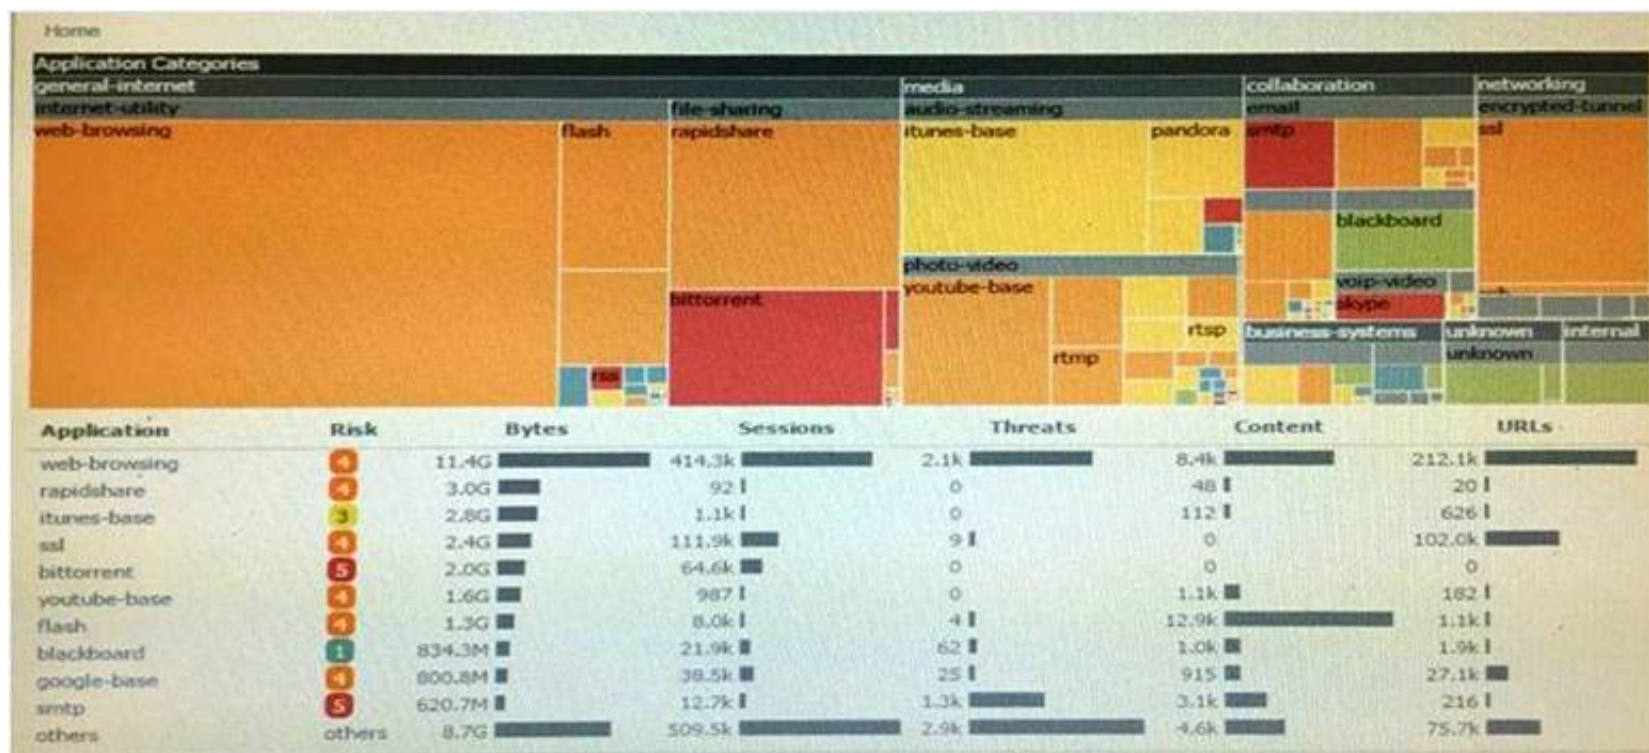 Home
Application Categories
general-internet media collaboration networking
internet-utility file-sharing audio-streaming email encrypted-tunnel
web-browsing flash rapidshare itunes-base pandora smtp ssl
blackboard
photo-video
voip-video
youtube-base
bittorrent
skype
rtsp business-systems unknown internal
rtmp unknown
rss
Application Risk Bytes Sessions Threats Content URLs
web-browsing 4 11.4G 414.3k 2.1k 8.4k 212.1k
rapidshare 4 3.0G 92 0 48 20
itunes-base 3 2.8G 1.1k 0 112 626
ssl 4 2.4G 111.9k 9 0 102.0k
bittorrent 5 2.0G 64.6k 0 0 0
youtube-base 4 1.6G 987 0 1.1k 182
flash 4 1.3G 8.0k 4 12.9k 1.1k
blackboard 1 834.3M 21.9k 62 1.0k 1.9k
google-base 4 800.8M 38.5k 25 915 27.1k
smtp 5 620.7M 12.7k 1.3k 3.1k 216
others others 8.7G 509.5k 2.9k 4.6k 75.7k